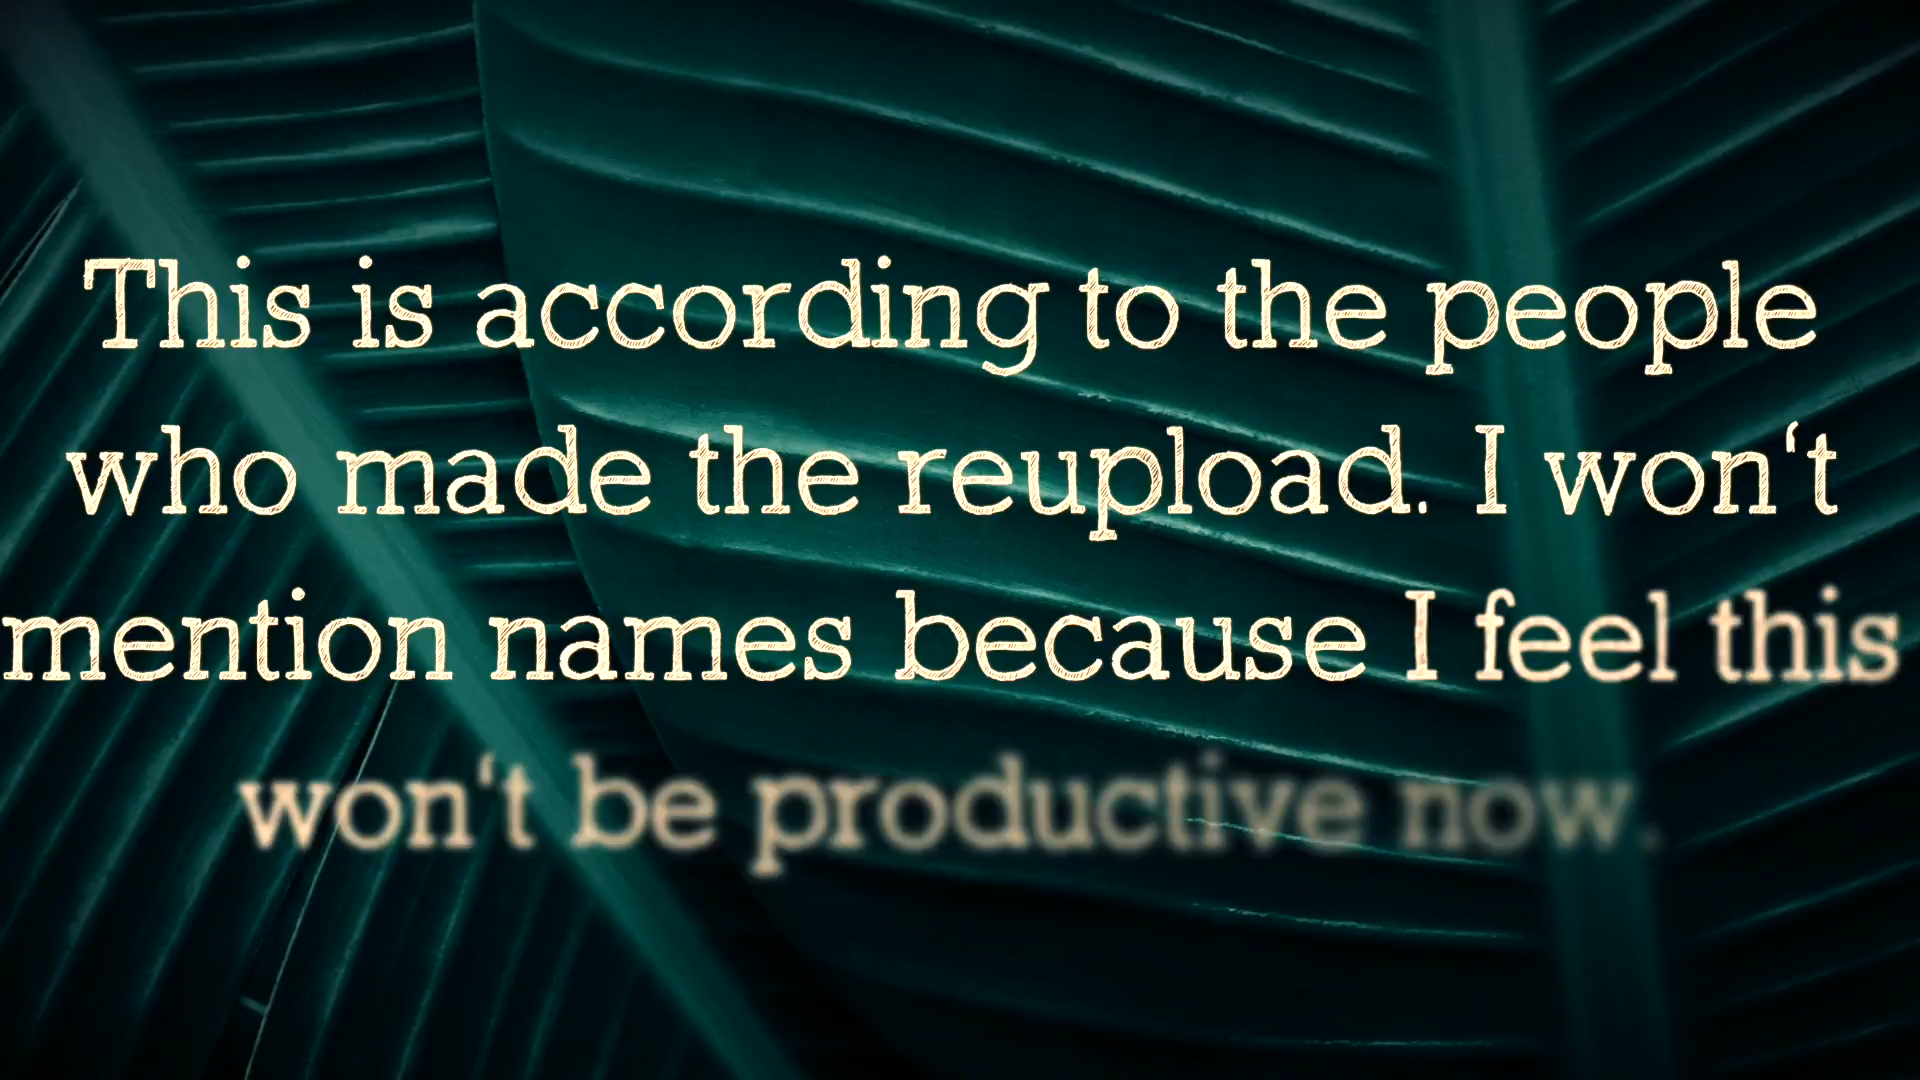 This is according to the people
who made the reupload. I won‘t
mention names because I feel this
won‘t be productive now.